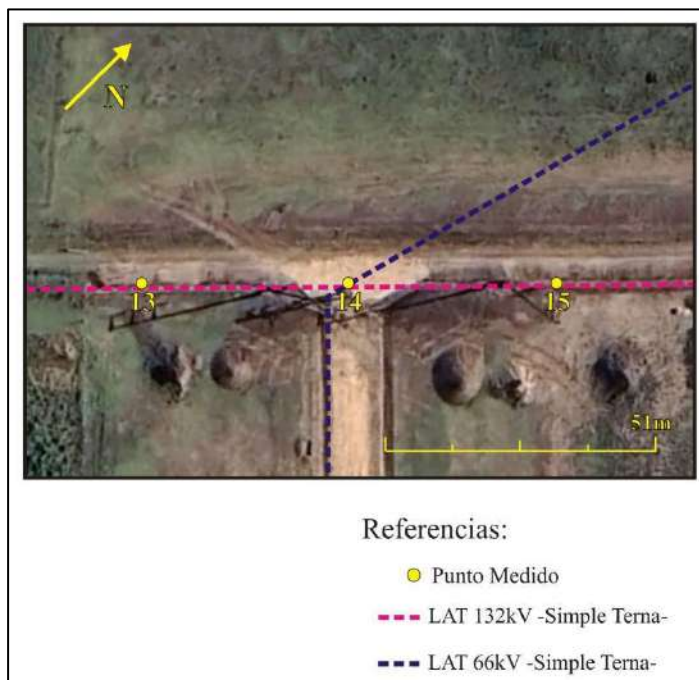 N
13
14
15
51m
Referencias:
Punto Medido
LAT 132kV -Simple Terna-
LAT 66kV -Simple Terna-